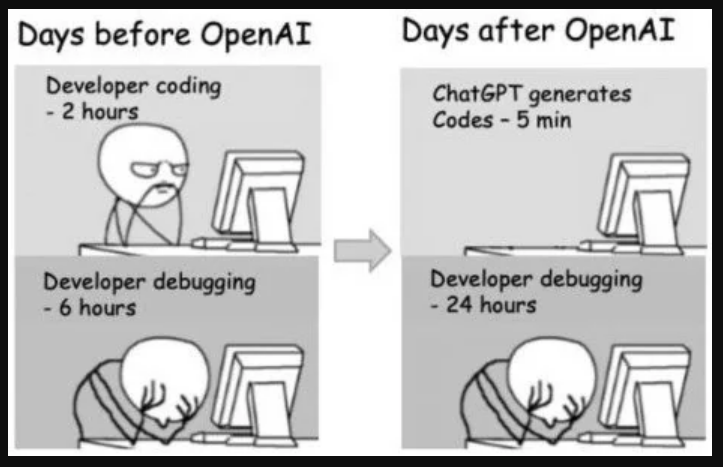 Days before OpenAI
Developer coding
- 2 hours
Developer debugging
- 6 hours
Days after OpenAI
ChatGPT generates
Codes - 5 min
Developer debugging
- 24 hours